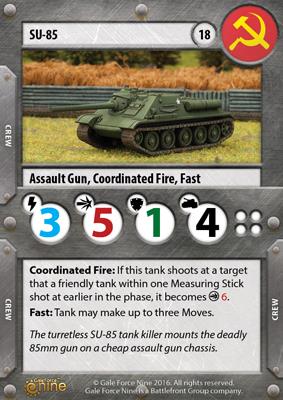 SU-85
18
CREW
Assault Gun, Coordinated Fire, Fast
3 5 1 4
Coordinated Fire: If this tank shoots at a target
that a friendly tank within one Measuring Stick
shot at earlier in the phase, it becomes 6.
Fast: Tank may make up to three Moves.
CREW
CREW
The turretless SU-85 tank killer mounts the deadly
85mm gun on a cheap assault gun chassis.
GaleForce
nine
© Gale Force Nine 2016. All rights reserved.
Gale Force Nine is a Battlefront Group company.